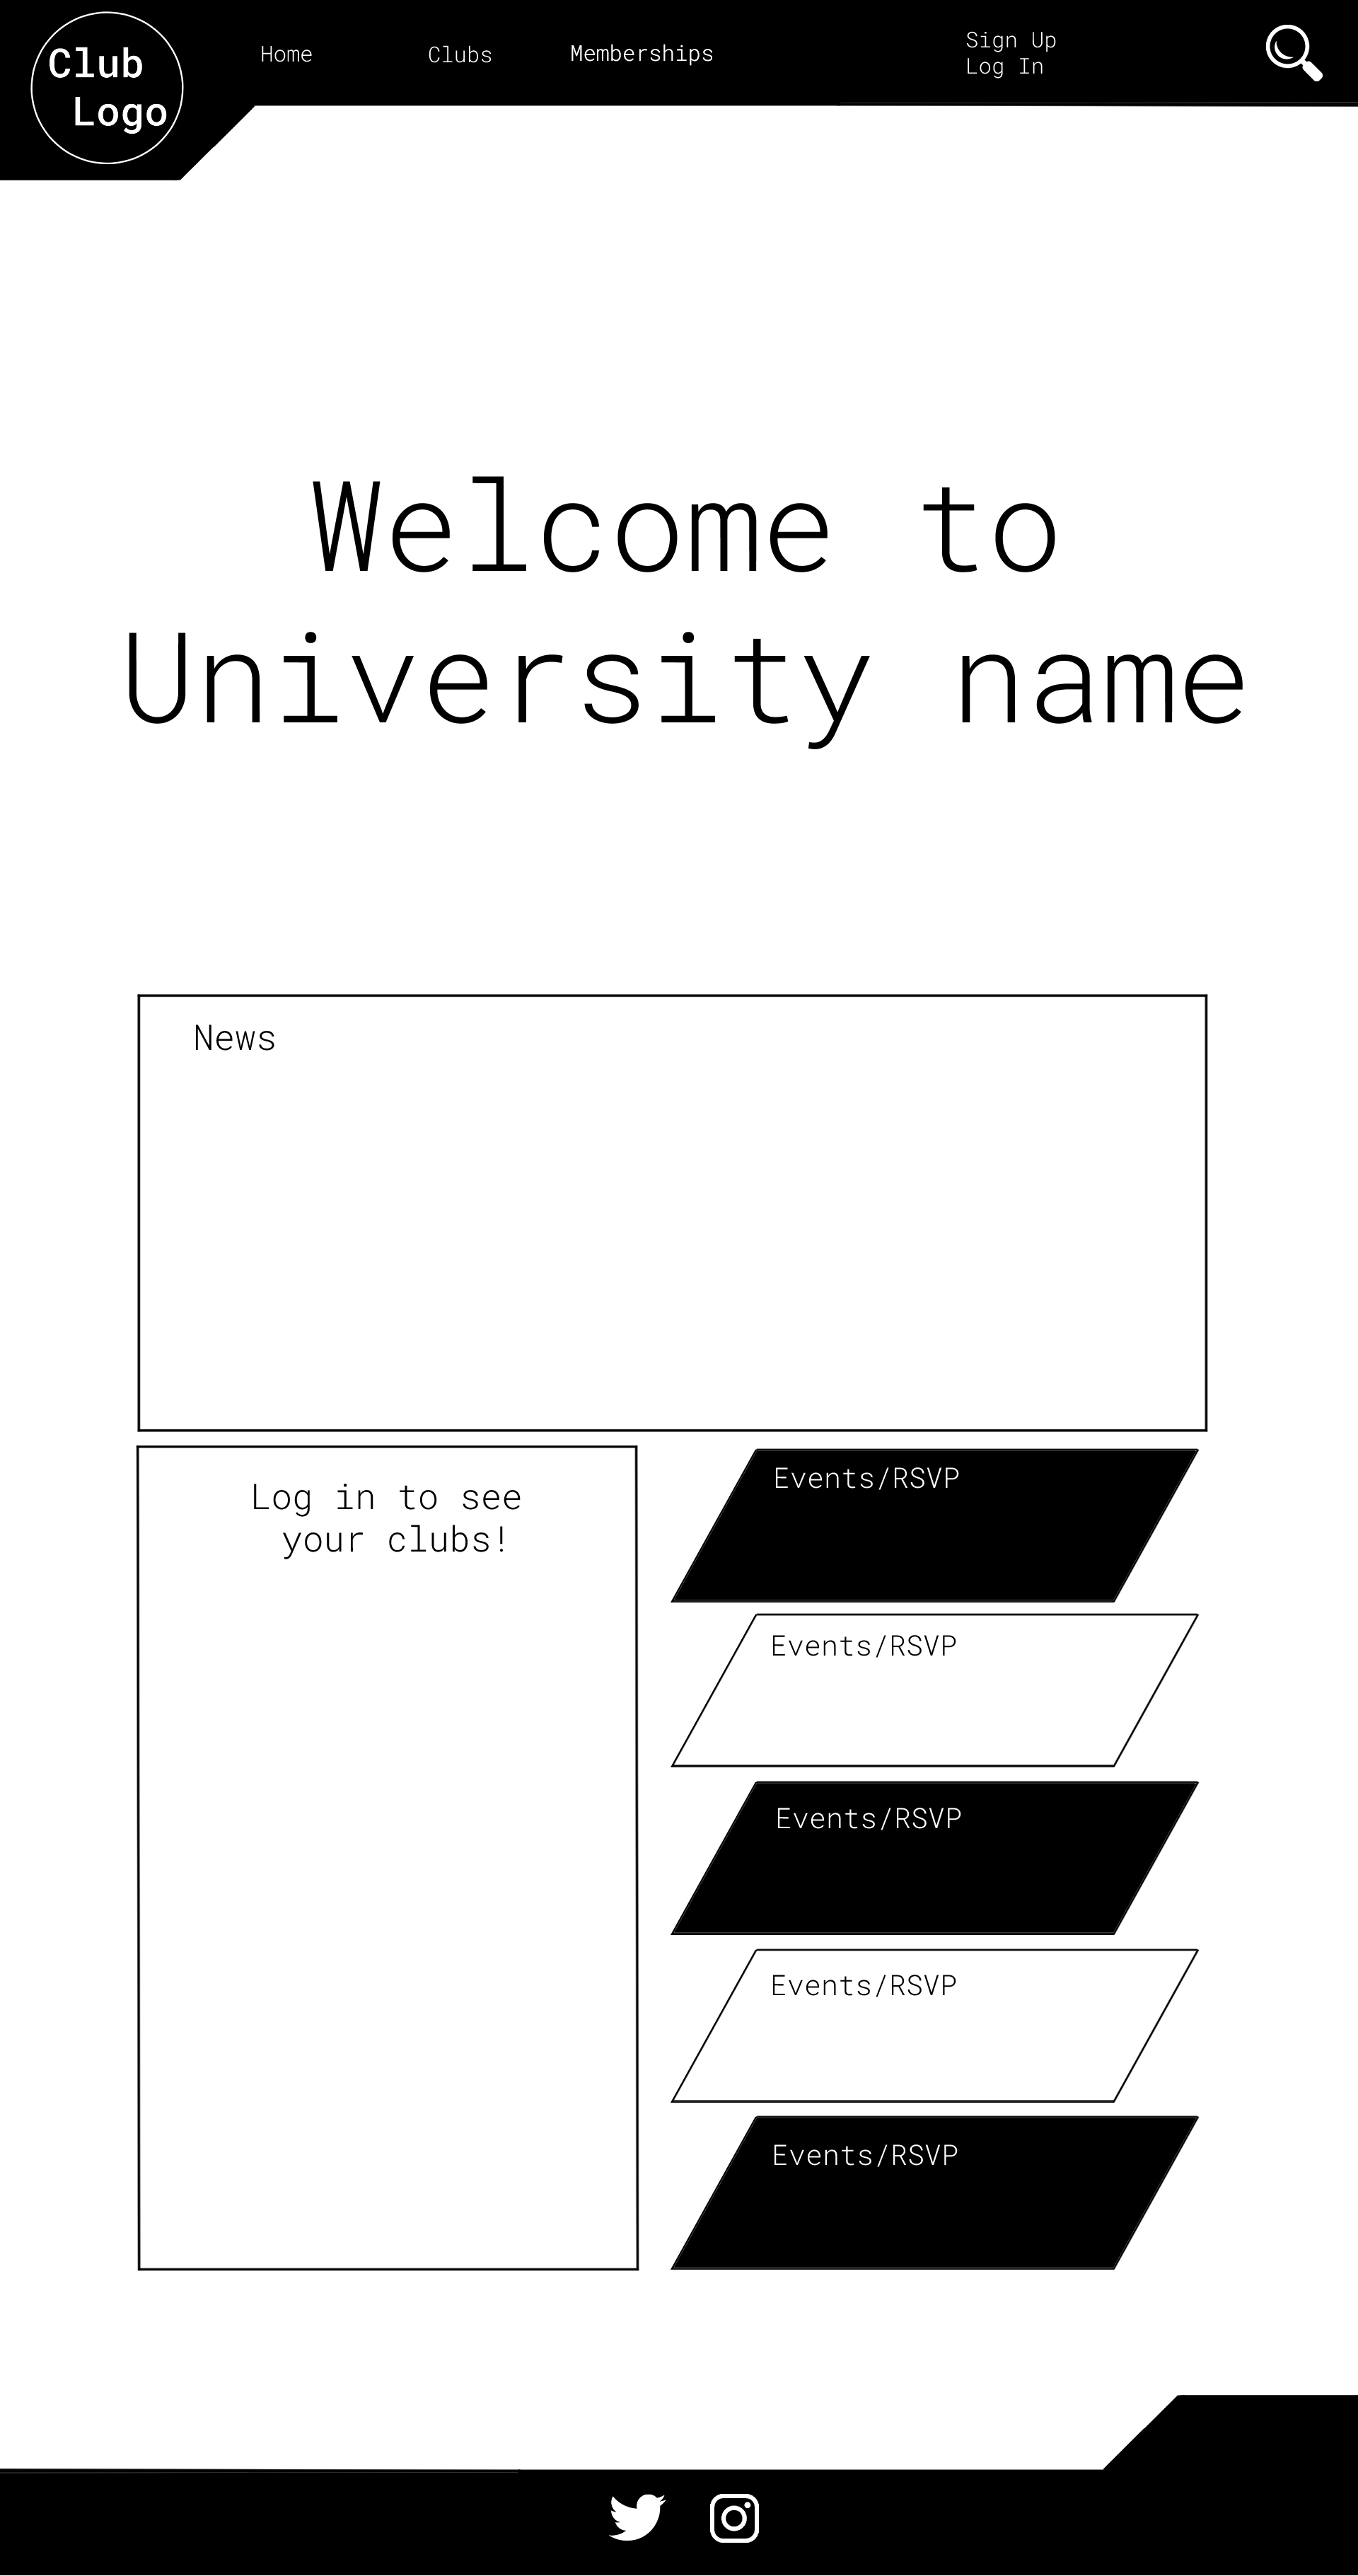 Club
Logo
Home
Clubs
Memberships
Sign Up
Log In
Welcome to
University name
News
Log in to see
your clubs!
Events/RSVP
Events/RSVP
Events/RSVP
Events/RSVP
Events/RSVP